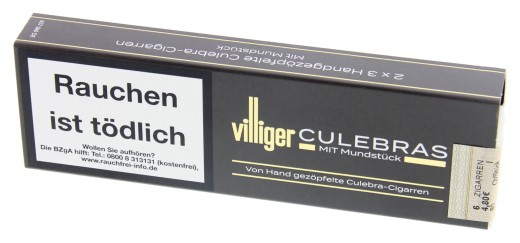 2 x 3 Handgezöpfelte Culebra-Cigarren
Mit Mundstück
Rauchen
ist tödlich
Wollen Sie aufhören?
Die BZgA hilft: Tel.: 0800 8 313131 (kostenfrei),
www.rauchfrei-info.de
villiger CULEBRAS
MIT MUNDSTÜCK
Von Hand gezöpfelte Culebra-Cigarren
6 ZIGARREN
4,80€